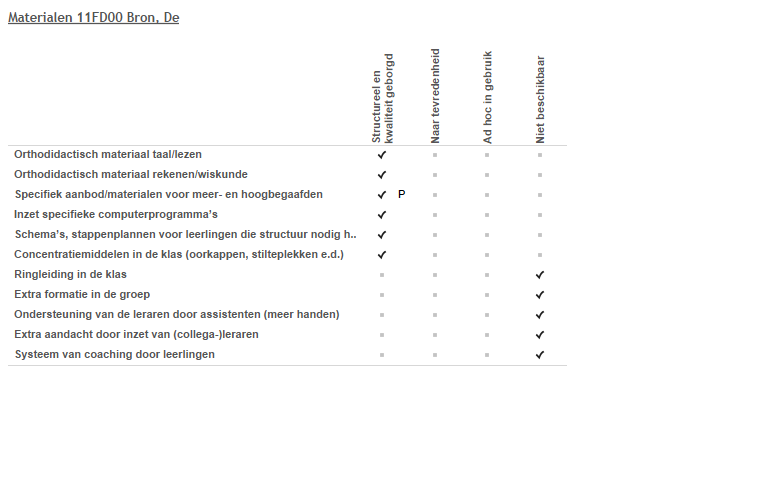 Materialen 11FD00 Bron, De
Structureel en
kwaliteit geborgd
Naar tevredenheid
Ad hoc in gebruik
Niet beschikbaar
Orthodidactisch materiaal taal/lezen
Orthodidactisch materiaal rekenen/wiskunde
Specifiek aanbod/materialen voor meer- en hoogbegaafden P
Inzet specifieke computerprogramma's
Schema's, stappenplannen voor leerlingen die structuur nodig h..
Concentratiemiddelen in de klas (oorkappen, stilteplekken e.d.)
Ringleiding in de klas
Extra formatie in de groep
Ondersteuning van de leraren door assistenten (meer handen)
Extra aandacht door inzet van (collega-)leraren
Systeem van coaching door leerlingen